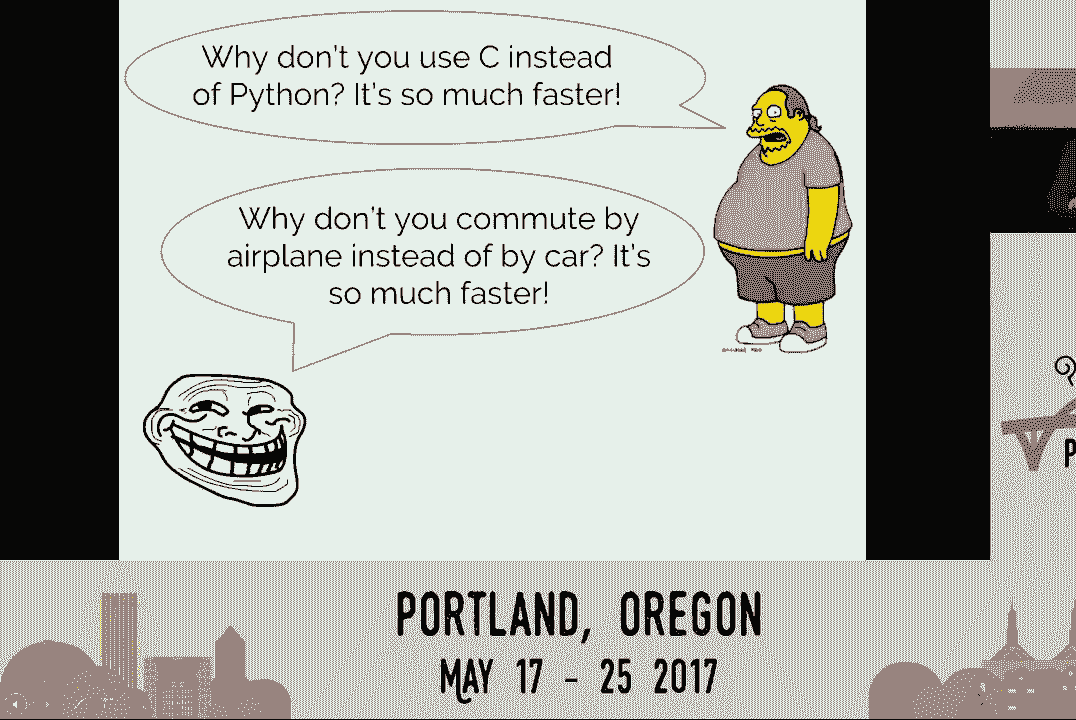 Why don't you use C instead
of Python? It's so much faster!
Why don't you commute by
airplane instead of by car? It's
so much faster!
PORTLAND, OREGON
MAY 17 - 25 2017